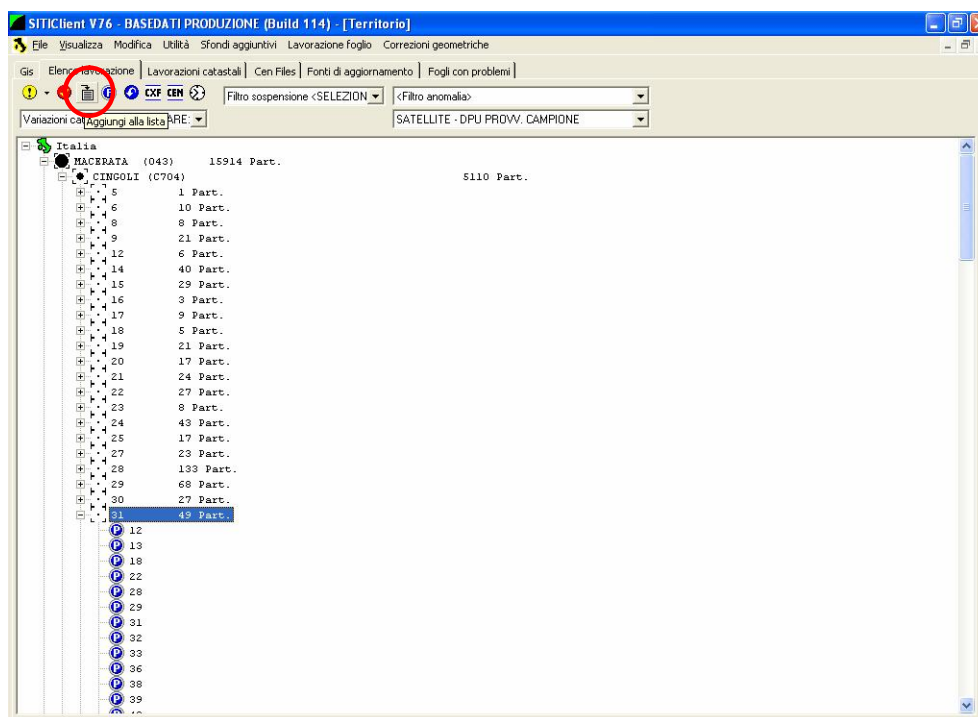 SITIClient V76 - BASEDATI PRODUZIONE (Build 114) - [Territorio]
File Visualizza Modifica Utilità Sfondi aggiuntivi Lavorazione foglio Correzioni geometriche
Gis Elenco lavorazione Lavorazioni catastali Cen Files Fonti di aggiornamento Fogli con problemi
CXF CEN Filtro sospensione <SELEZION <Filtro anomalia>
Variazioni ca ARE: SATELLITE - DPU PROVV. CAMPIONE
Aggiungi alla lista
Italia
MACERATA (043) 15914 Part.
CINGOLI (C704) 5110 Part.
5 1 Part.
6 10 Part.
8 8 Part.
9 21 Part.
12 6 Part.
14 40 Part.
15 29 Part.
16 3 Part.
17 9 Part.
18 5 Part.
19 21 Part.
20 17 Part.
21 24 Part.
22 27 Part.
23 8 Part.
24 43 Part.
25 17 Part.
27 23 Part.
28 133 Part.
29 68 Part.
30 27 Part.
31 49 Part.
P 12
P 13
P 18
P 22
P 28
P 29
P 31
P 32
P 33
P 36
P 38
P 39